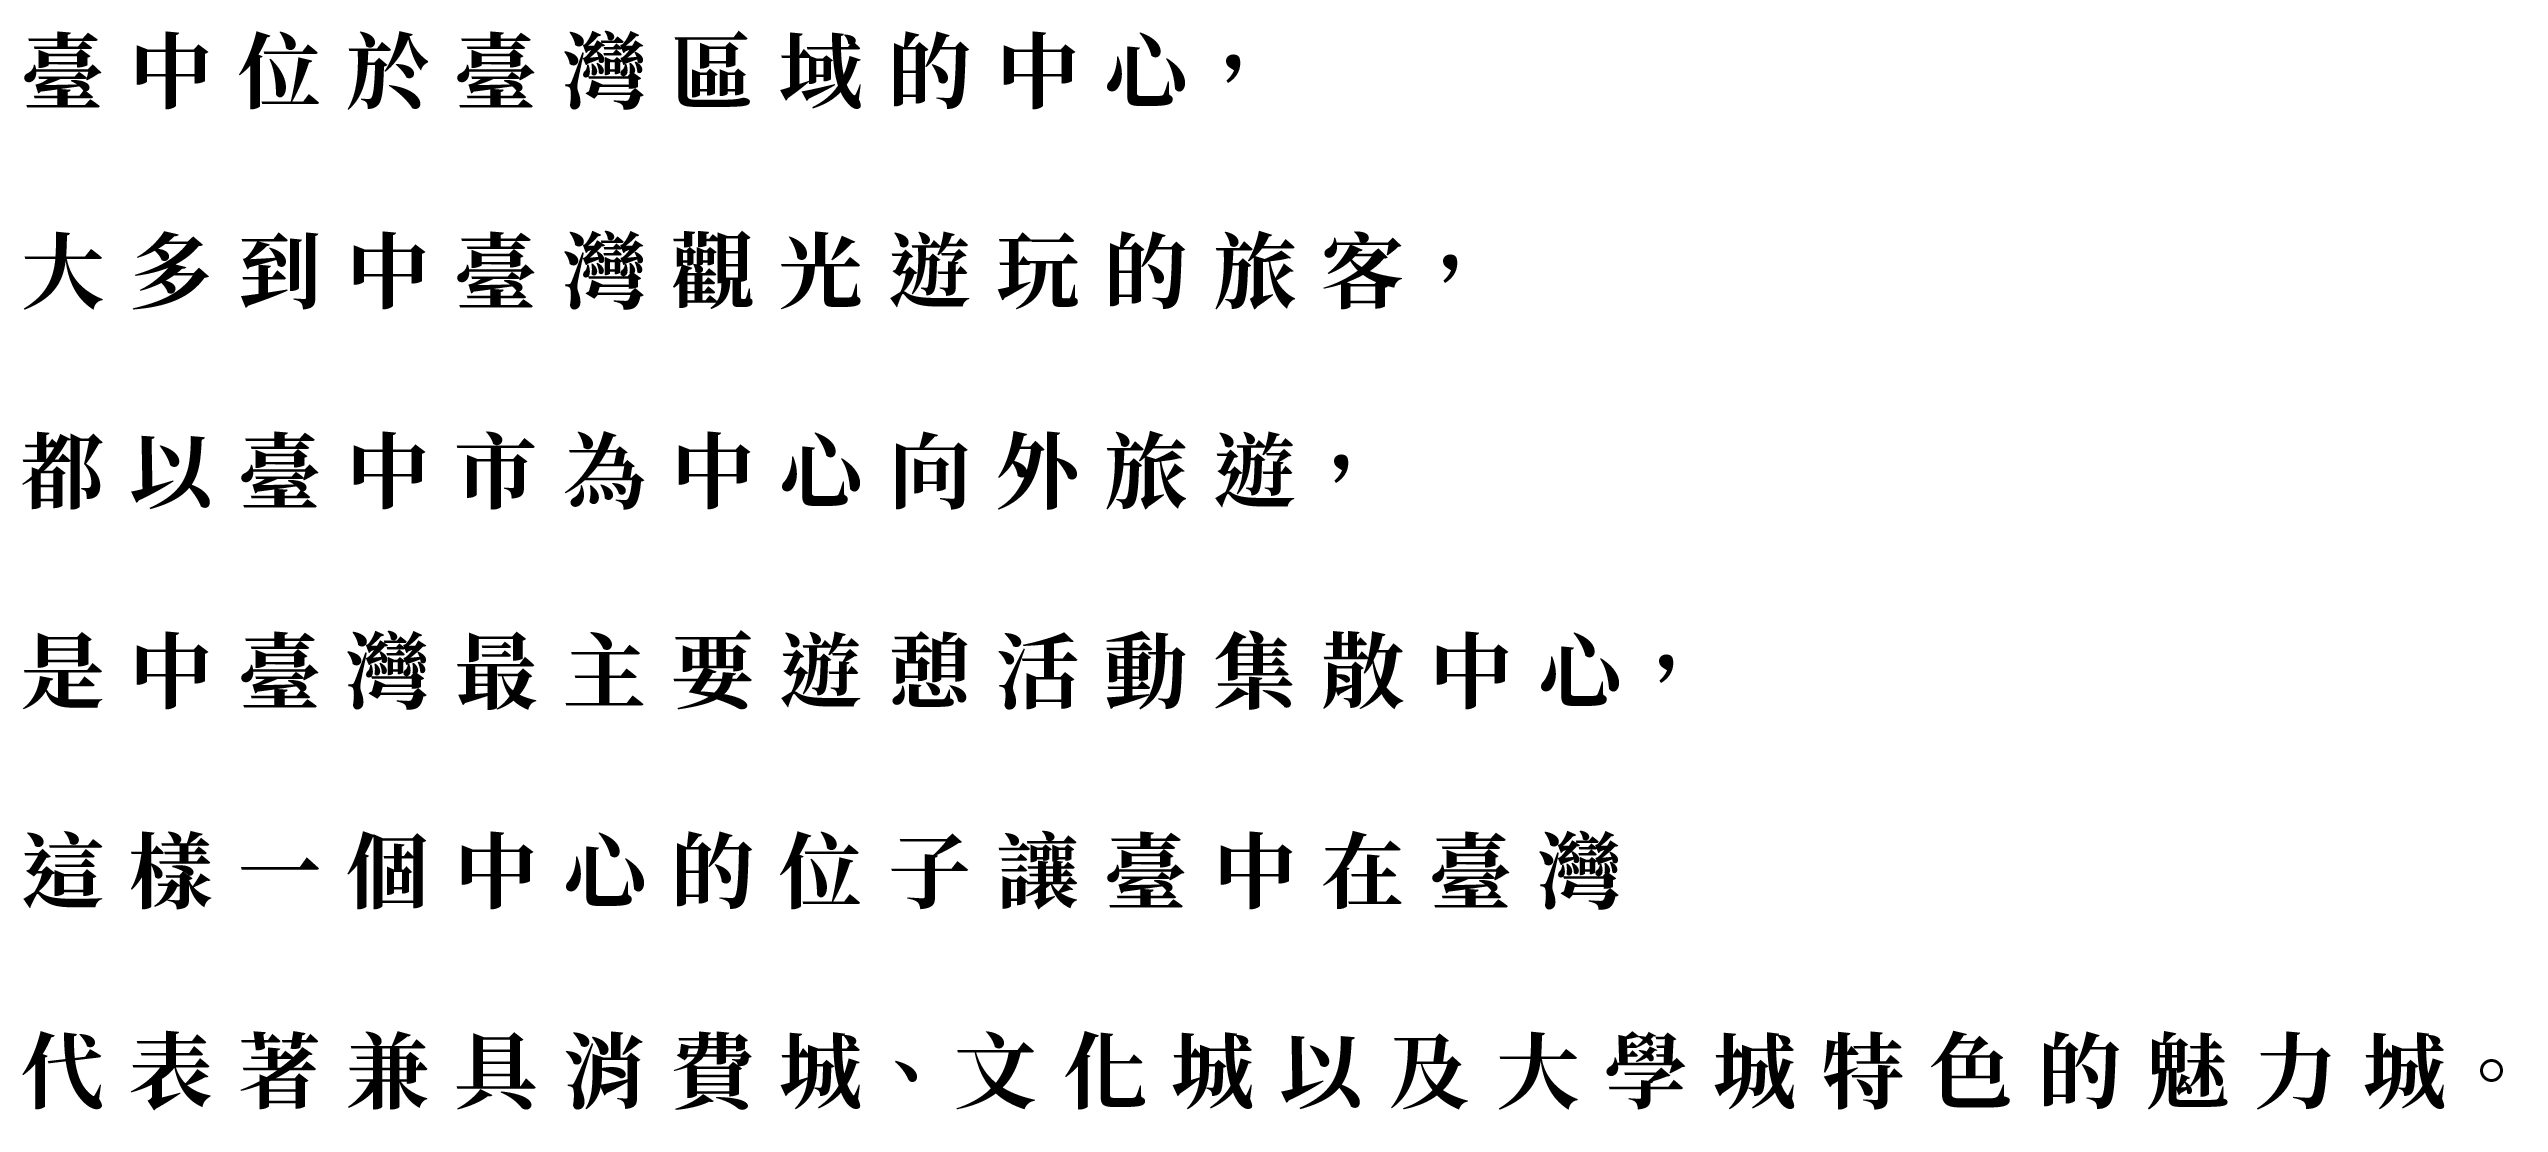 臺中位於臺灣區域的中心，
大多到中臺灣觀光遊玩的旅客，
都以臺中市為中心向外旅遊，
是中臺灣最主要遊憩活動集散中心，
這樣一個中心的位子讓臺中在臺灣
代表著兼具消費城、文化城以及大學城特色的魅力城。